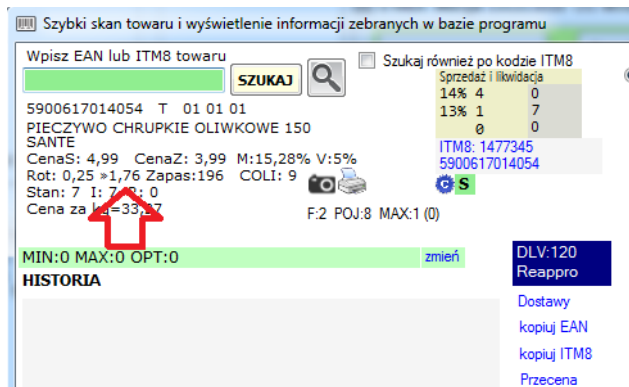 Szybki skan towaru i wyświetlenie informacji zebranych w bazie programu
Wpisz EAN lub ITM8 towaru
SZUKAJ
Szukaj również po kodzie ITM8
Sprzedaż i likwidacja
14% 4 0
13% 1 7
0 0
ITM8: 1477345
5900617014054
C S
5900617014054 T 01 01 01
PIECZYWO CHRUPKIE OLIWKOWE 150
SANTE
CenaS: 4,99 CenaZ: 3,99 M:15,28% V:5%
Rot: 0,25 »1,76 Zapas:196 COLI: 9
Stan: 7 I: 0
Cena za
F:2 POJ:8 MAX:1 (0)
MIN:0 MAX:0 OPT:0
zmień
DLV:120
Reappro
HISTORIA
Dostawy
kopiuj EAN
kopiuj ITM8
Przecena